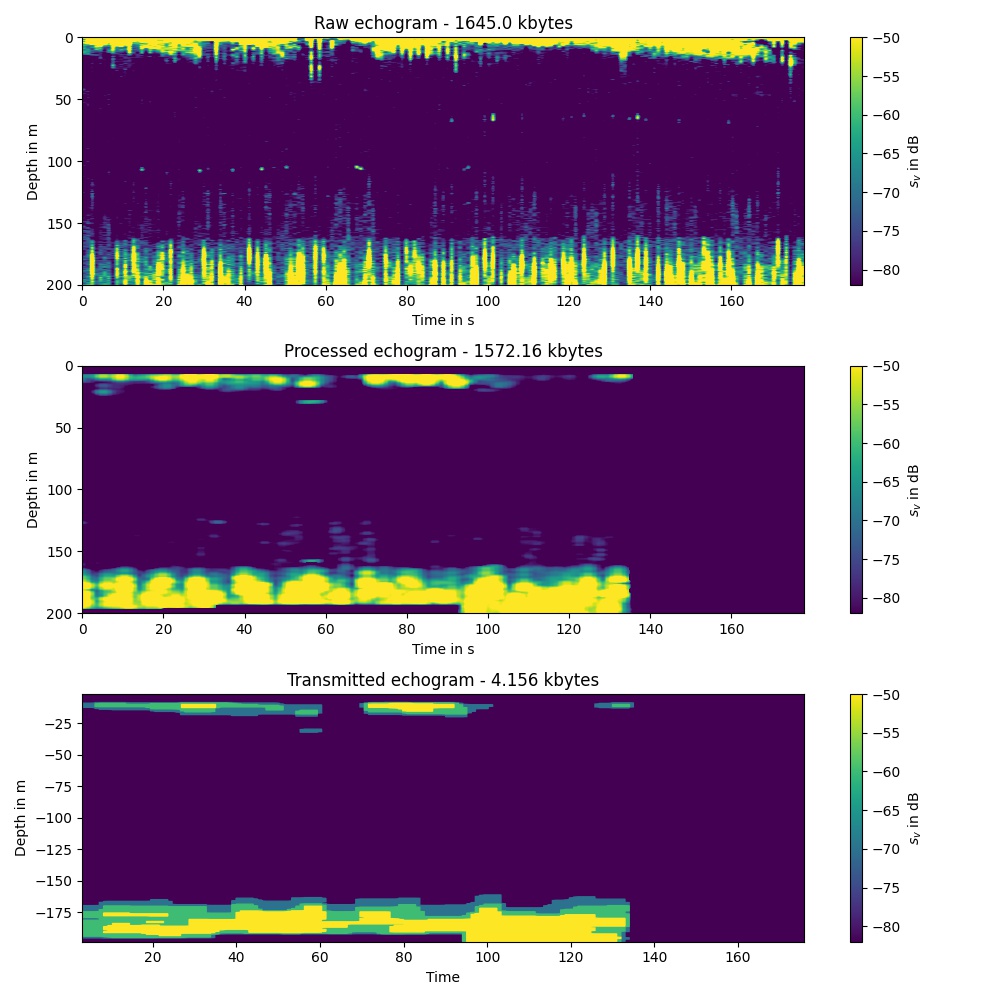 Raw echogram - 1645.0 kbytes
Depth in m
0
50
100
150
200
0 20 40 60 80 100 120 140 160
Time in s
−50
−55
−60
−65
−70
−75
−80
sv in dB
Processed echogram - 1572.16 kbytes
Depth in m
0
50
100
150
200
0 20 40 60 80 100 120 140 160
Time in s
−50
−55
−60
−65
−70
−75
−80
sv in dB
Transmitted echogram - 4.156 kbytes
Depth in m
−25
−50
−75
−100
−125
−150
−175
20 40 60 80 100 120 140 160
Time
−50
−55
−60
−65
−70
−75
−80
sv in dB